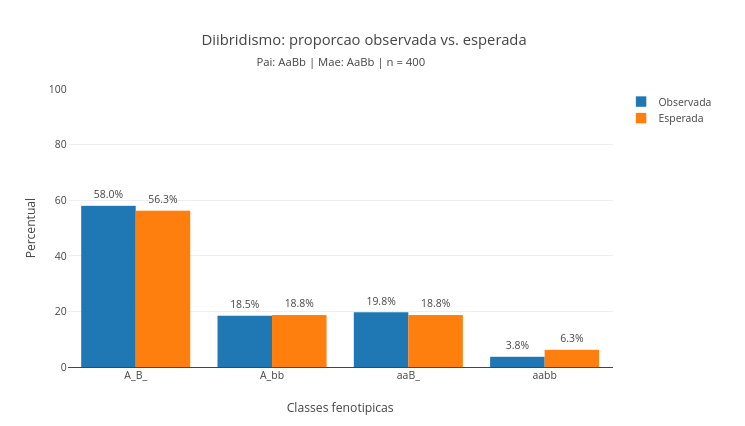 Diibridismo: proporcao observada vs. esperada
Pai: AaBb | Mae: AaBb | n = 400
Observada
Esperada
Percentual
100
80
60
40
20
0
58.0%
56.3%
18.5%
18.8%
19.8%
18.8%
3.8%
6.3%
A_B_
A_bb
aaB_
aabb
Classes fenotipicas